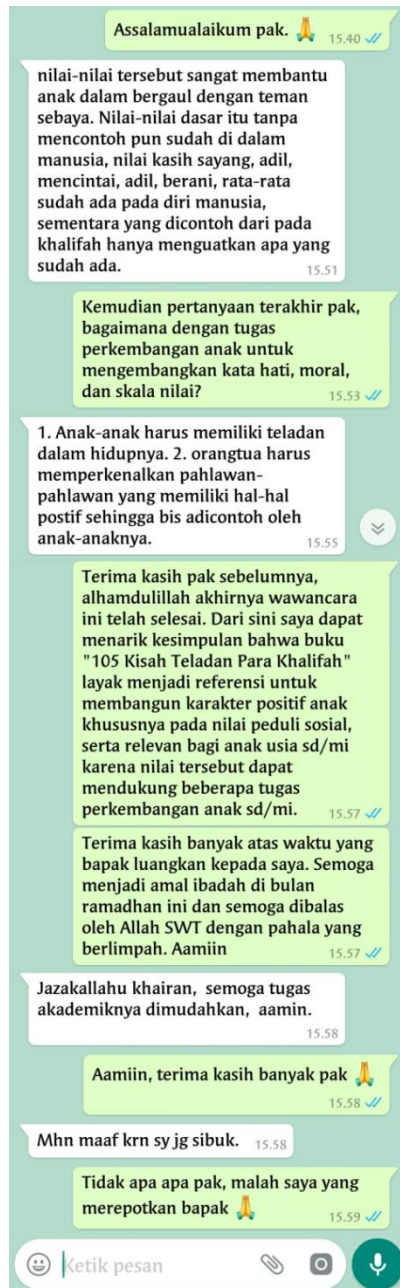 Assalamualaikum pak. 🙏 15.40
nilai-nilai tersebut sangat membantu
anak dalam bergaul dengan teman
sebaya. Nilai-nilai dasar itu tanpa
mencontoh pun sudah di dalam
manusia, nilai kasih sayang, adil,
mencintai, adil, berani, rata-rata
sudah ada pada diri manusia,
sementara yang dicontoh dari pada
khalifah hanya menguatkan apa yang
sudah ada. 15.51
Kemudian pertanyaan terakhir pak,
bagaimana dengan tugas
perkembangan anak untuk
mengembangkan kata hati, moral,
dan skala nilai? 15.53
1. Anak-anak harus memiliki teladan
dalam hidupnya. 2. orangtua harus
memperkenalkan pahlawan-
pahlawan yang memiliki hal-hal
postif sehingga bis adicontoh oleh
anak-anaknya. 15.55
Terima kasih pak sebelumnya,
alhamdulillah akhirnya wawancara
ini telah selesai. Dari sini saya dapat
menarik kesimpulan bahwa buku
"105 Kisah Teladan Para Khalifah"
layak menjadi referensi untuk
membangun karakter positif anak
khususnya pada nilai peduli sosial,
serta relevan bagi anak usia sd/mi
karena nilai tersebut dapat
mendukung beberapa tugas
perkembangan anak sd/mi. 15.57
Terima kasih banyak atas waktu yang
bapak luangkan kepada saya. Semoga
menjadi amal ibadah di bulan
ramadhan ini dan semoga dibalas
oleh Allah SWT dengan pahala yang
berlimpah. Aamiin 15.57
Jazakallahu khairan, semoga tugas
akademiknya dimudahkan, aamin.
15.58
Aamiin, terima kasih banyak pak 🙏
15.58
Mhn maaf krn sy jg sibuk. 15.58
Tidak apa apa pak, malah saya yang
merepotkan bapak 🙏 15.59
Ketik pesan